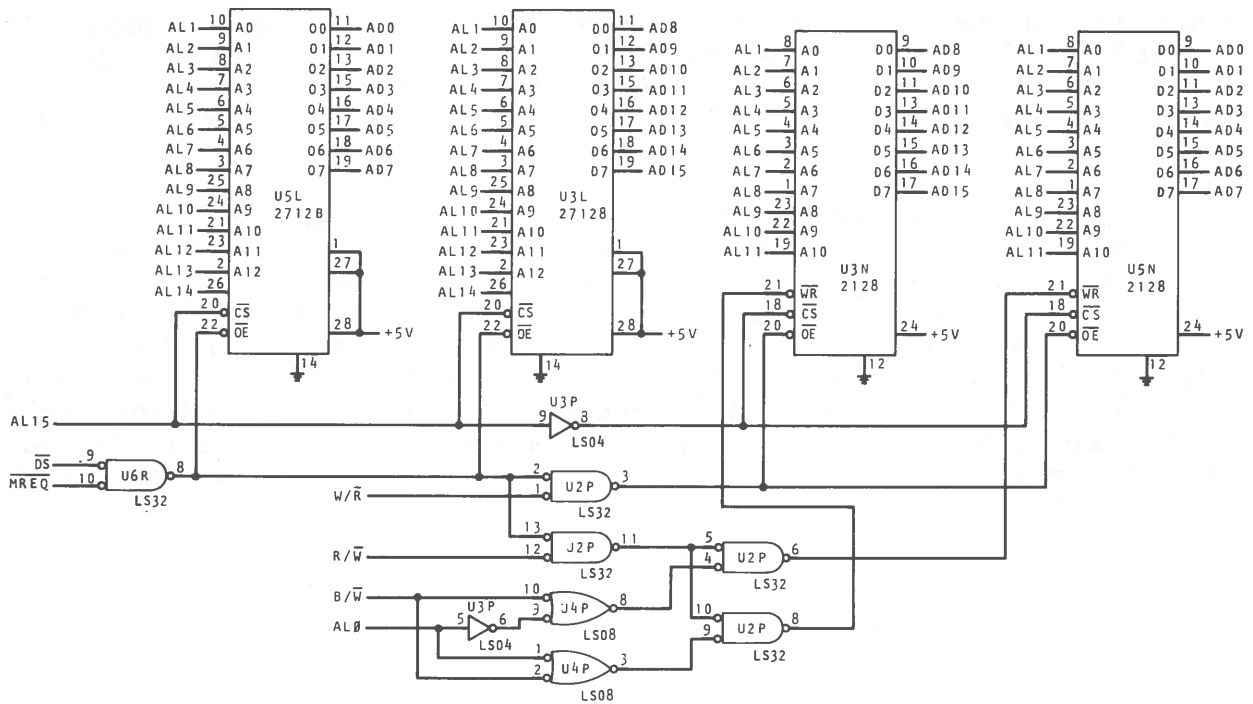 AL1 10 A0 O0 11 AD0
AL2 9 A1 O1 12 AD1
AL3 8 A2 O2 13 AD2
AL4 7 A3 O3 15 AD3
AL5 6 A4 O4 16 AD4
AL6 5 A5 O5 17 AD5
AL7 4 A6 O6 18 AD6
AL8 3 A7 O7 19 AD7
AL9 25 A8
AL10 24 A9
AL11 21 A10
AL12 23 A11
AL13 2 A12
AL14 26
20 CS
22 OE
U5L
2712B
1
27
28 +5V
14
AL1 10 A0 D0 11 AD8
AL2 9 A1 O1 12 AO9
AL3 8 A2 O2 13 AD10
AL4 7 A3 O3 15 AD11
AL5 6 A4 O4 16 AD12
AL6 5 A5 O5 17 AD13
AL7 4 A6 D6 18 AD14
AL8 3 A7 D7 19 AD15
AL9 25 A8
AL10 24 A9
AL11 21 A10
AL12 23 A11
AL13 2 A12
AL14 26
20 CS
22 OE
U3L
27128
1
27
28 +5V
14
AL1 8 A0 D0 9 AD8
AL2 7 A1 D1 10 AD9
AL3 6 A2 D2 11 AD10
AL4 5 A3 D3 13 AD11
AL5 4 A4 D4 14 AD12
AL6 3 A5 D5 15 AD13
AL7 2 A6 D6 16 AD14
AL8 1 A7 D7 17 AD15
AL9 23 A8
AL10 22 A9
AL11 19 A10
U3N
2128
21 WR
18 CS
20 OE
24 +5V
12
AL1 8 A0 D0 9 AD0
AL2 7 A1 D1 10 AD1
AL3 6 A2 D2 11 AD2
AL4 5 A3 D3 13 AD3
AL5 4 A4 D4 14 AD4
AL6 3 A5 D5 15 AD5
AL7 2 A6 D6 16 AD6
AL8 1 A7 D7 17 AD7
AL9 23 A8
AL10 22 A9
AL11 19 A10
U5N
2128
21 WR
18 CS
20 OE
24 +5V
12
AL15
U3P
9 8
LS04
DS 9
MREQ 10
U6R 8
LS32
W/R
2
1
U2P 3
LS32
R/W
13
12
J2P 11
LS32
5
4
U2P 6
LS32
B/W
AL0
U3P
5 6
LS04
10
9
J4P 8
LS08
1
2
U4P 3
LS08
10
9
U2P 8
LS32